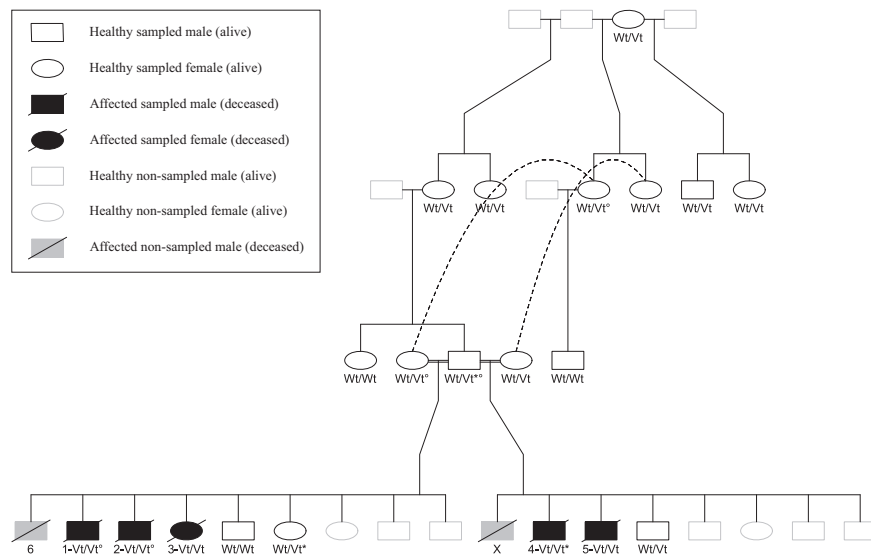 Healthy sampled male (alive)
Healthy sampled female (alive)
Affected sampled male (deceased)
Affected sampled female (deceased)
Healthy non-sampled male (alive)
Healthy non-sampled female (alive)
Affected non-sampled male (deceased)
Wt/Vt
Wt/Vt Wt/Vt Wt/Vt° Wt/Vt Wt/Vt Wt/Vt
Wt/Wt Wt/Vt° Wt/Vt*° Wt/Vt Wt/Wt
6 1-Vt/Vt° 2-Vt/Vt° 3-Vt/Vt Wt/Wt Wt/Vt* X 4-Vt/Vt* 5-Vt/Vt Wt/Vt